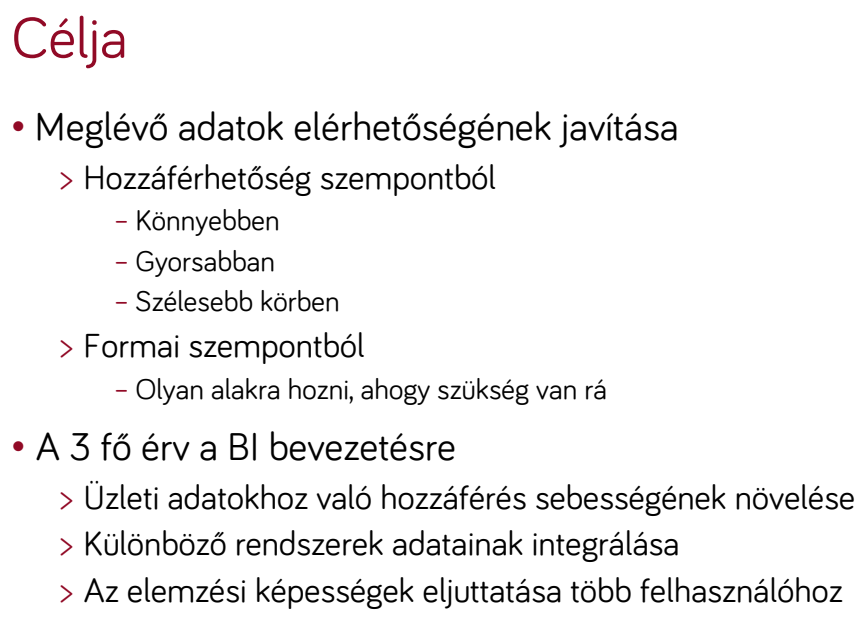 Célja
• Meglévő adatok elérhetőségének javítása
> Hozzáférhetőség szempontból
– Könnyebben
– Gyorsabban
– Szélesebb körben
> Formai szempontból
– Olyan alakra hozni, ahogy szükség van rá
• A 3 fő érv a BI bevezetésre
> Üzleti adatokhoz való hozzáférés sebességének növelése
> Különböző rendszerek adatainak integrálása
> Az elemzési képességek eljuttatása több felhasználóhoz